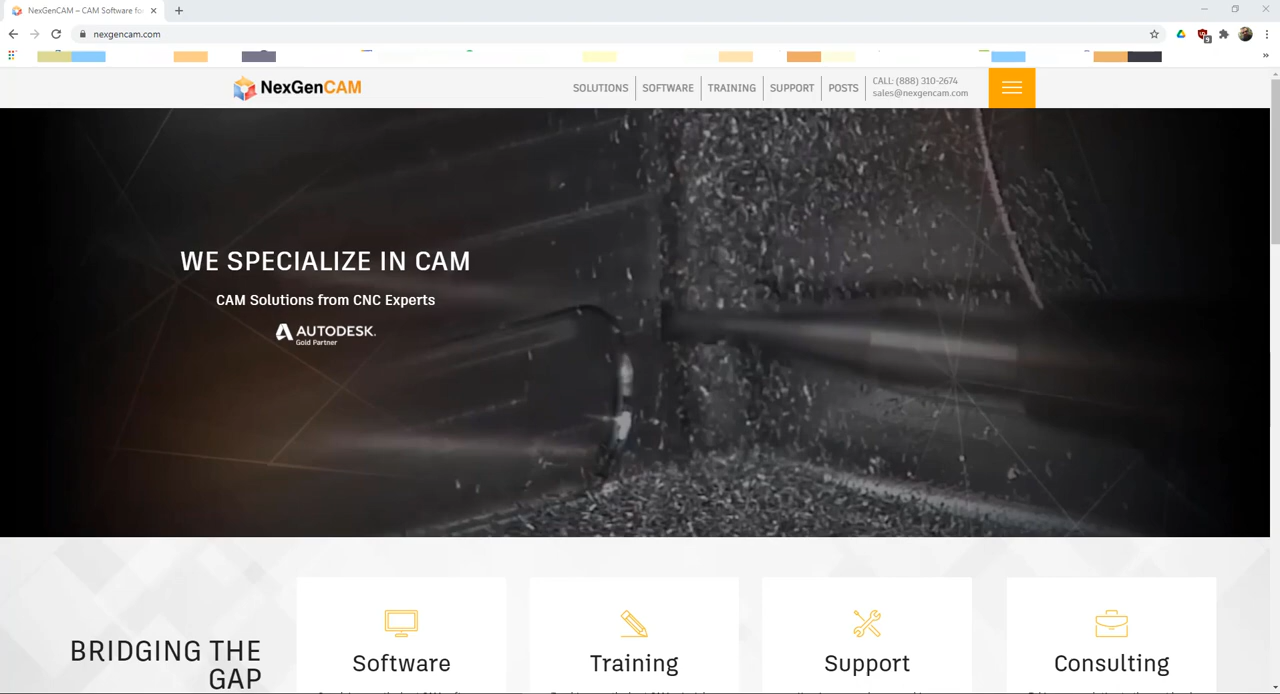 NexGenCAM – CAM Software fo
nexgencam.com
9
NexGenCAM
SOLUTIONS
SOFTWARE
TRAINING
SUPPORT
POSTS
CALL: (888) 310-2674
sales@nexgencam.com
WE SPECIALIZE IN CAM
CAM Solutions from CNC Experts
AUTODESK.
Gold Partner
BRIDGING THE
GAP
Software
Training
Support
Consulting